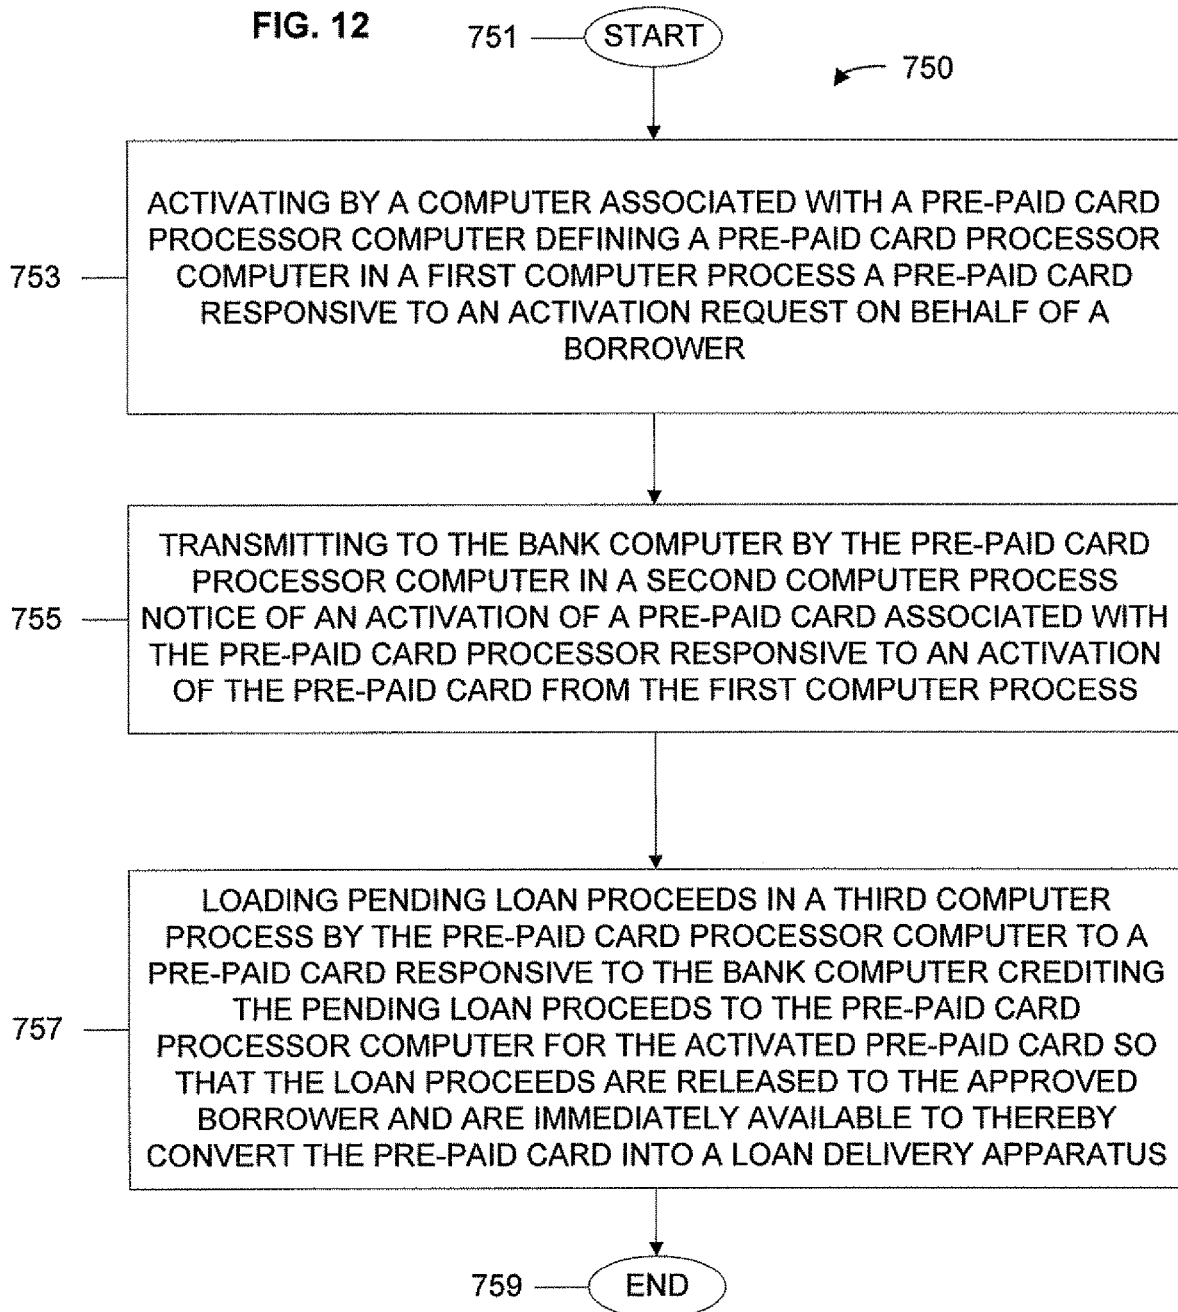 FIG. 12
751
START
750
753
ACTIVATING BY A COMPUTER ASSOCIATED WITH A PRE-PAID CARD
PROCESSOR COMPUTER DEFINING A PRE-PAID CARD PROCESSOR
COMPUTER IN A FIRST COMPUTER PROCESS A PRE-PAID CARD
RESPONSIVE TO AN ACTIVATION REQUEST ON BEHALF OF A
BORROWER
755
TRANSMITTING TO THE BANK COMPUTER BY THE PRE-PAID CARD
PROCESSOR COMPUTER IN A SECOND COMPUTER PROCESS
NOTICE OF AN ACTIVATION OF A PRE-PAID CARD ASSOCIATED WITH
THE PRE-PAID CARD PROCESSOR RESPONSIVE TO AN ACTIVATION
OF THE PRE-PAID CARD FROM THE FIRST COMPUTER PROCESS
757
LOADING PENDING LOAN PROCEEDS IN A THIRD COMPUTER
PROCESS BY THE PRE-PAID CARD PROCESSOR COMPUTER TO A
PRE-PAID CARD RESPONSIVE TO THE BANK COMPUTER CREDITING
THE PENDING LOAN PROCEEDS TO THE PRE-PAID CARD
PROCESSOR COMPUTER FOR THE ACTIVATED PRE-PAID CARD SO
THAT THE LOAN PROCEEDS ARE RELEASED TO THE APPROVED
BORROWER AND ARE IMMEDIATELY AVAILABLE TO THEREBY
CONVERT THE PRE-PAID CARD INTO A LOAN DELIVERY APPARATUS
759
END